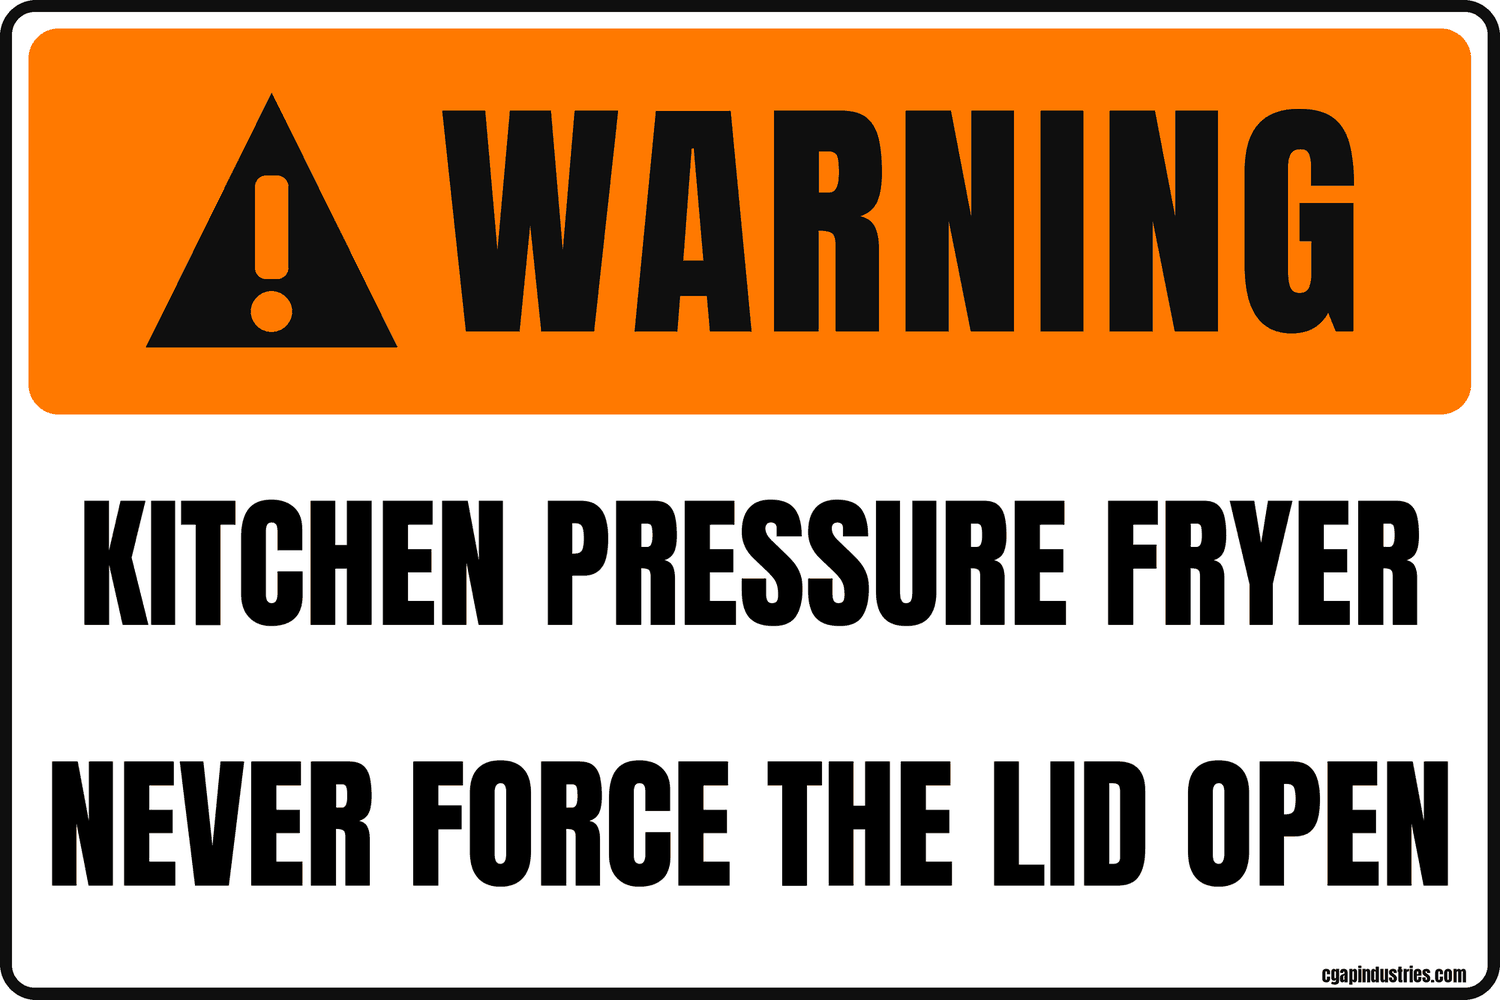 WARNING
KITCHEN PRESSURE FRYER
NEVER FORCE THE LID OPEN
cgapindustries.com